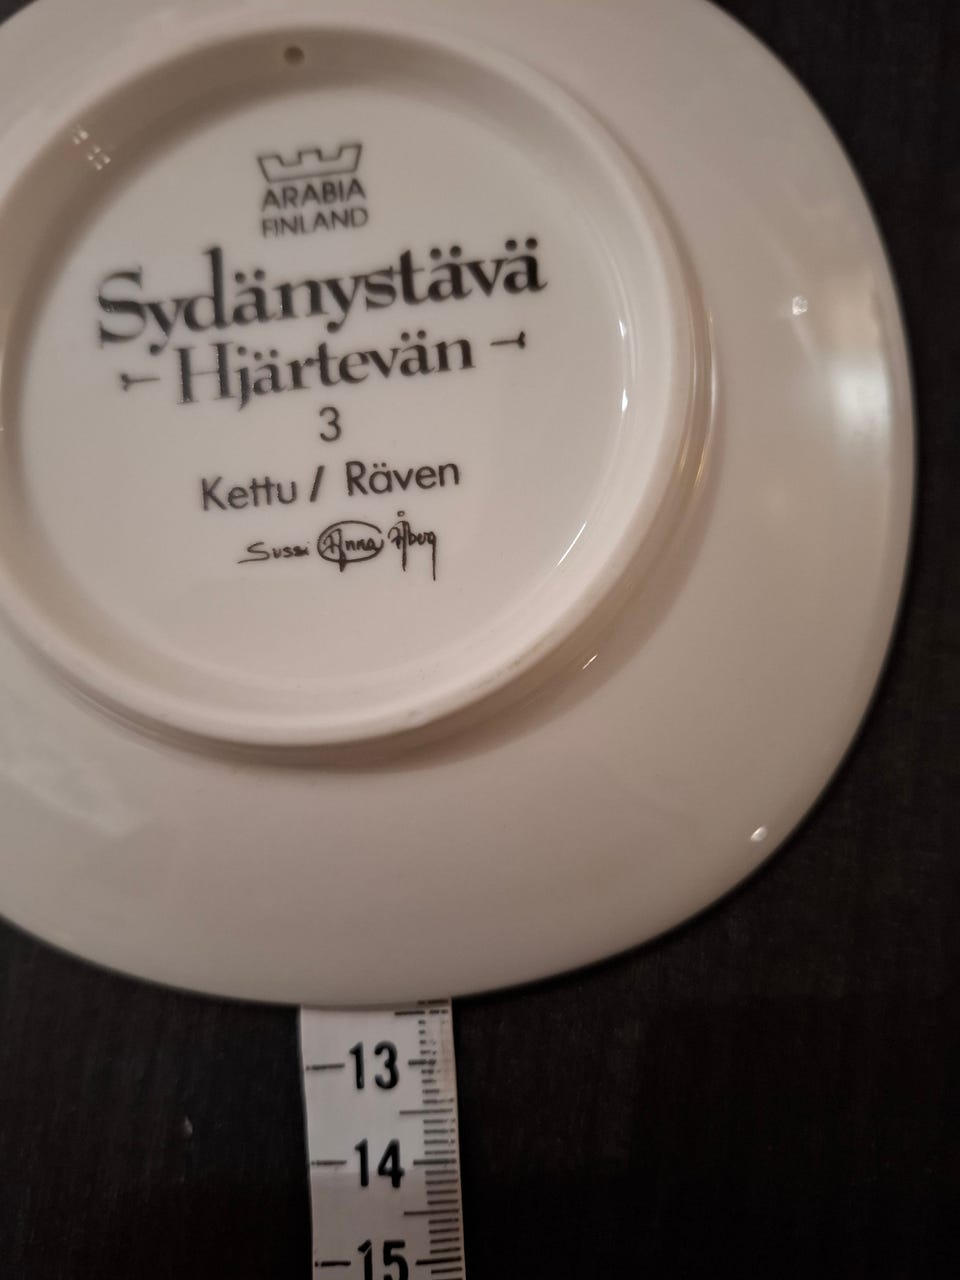 ARABIA
FINLAND
Sydänystävä
Hjärtevän
3
Kettu / Räven
Sussi Anna Åberg
13
14
15